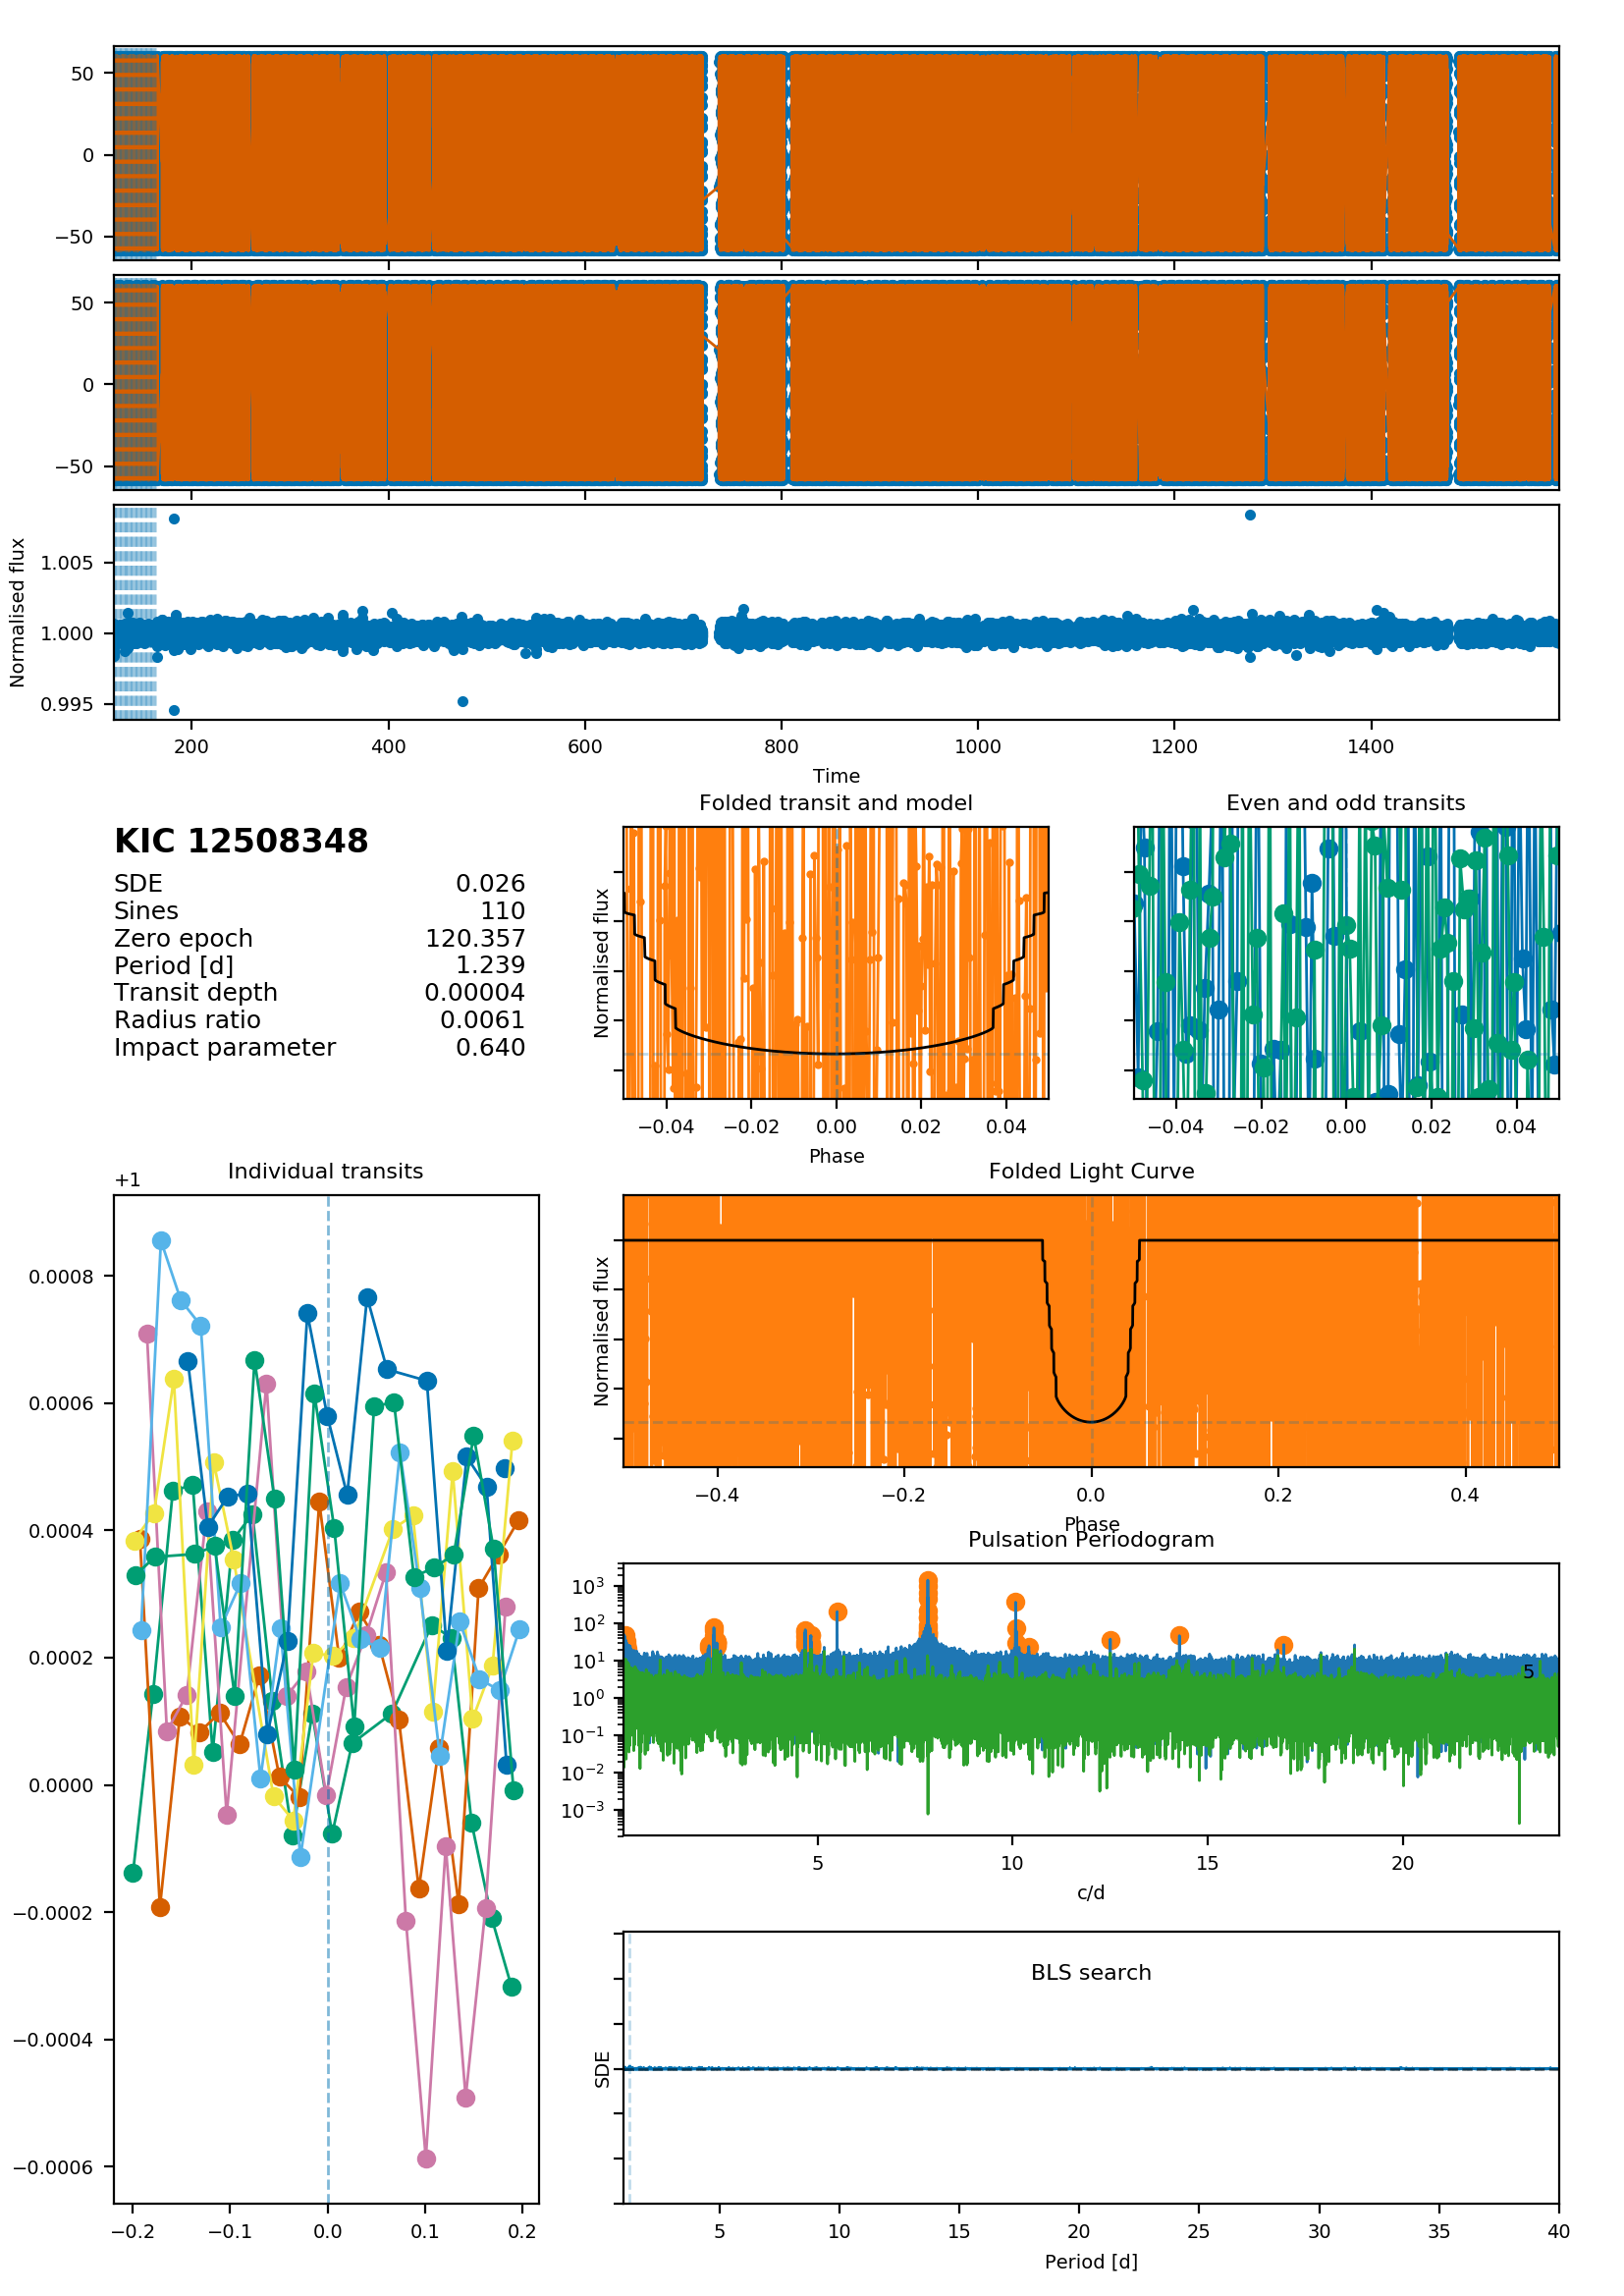 50
0
−50
50
0
−50
Normalised flux
1.005
1.000
0.995
200 400 600 800 1000 1200 1400
Time
KIC 12508348
SDE 0.026
Sines 110
Zero epoch 120.357
Period [d] 1.239
Transit depth 0.00004
Radius ratio 0.0061
Impact parameter 0.640
Folded transit and model
Normalised flux
−0.04 −0.02 0.00 0.02 0.04
Phase
Even and odd transits
−0.04 −0.02 0.00 0.02 0.04
Individual transits
+1
0.0008
0.0006
0.0004
0.0002
0.0000
−0.0002
−0.0004
−0.0006
−0.2 −0.1 0.0 0.1 0.2
Folded Light Curve
Normalised flux
−0.4 −0.2 0.0 0.2 0.4
Phase
Pulsation Periodogram
10³
10²
10¹
10⁰
10⁻¹
10⁻²
10⁻³
5
5 10 15 20
c/d
BLS search
SDE
5 10 15 20 25 30 35 40
Period [d]